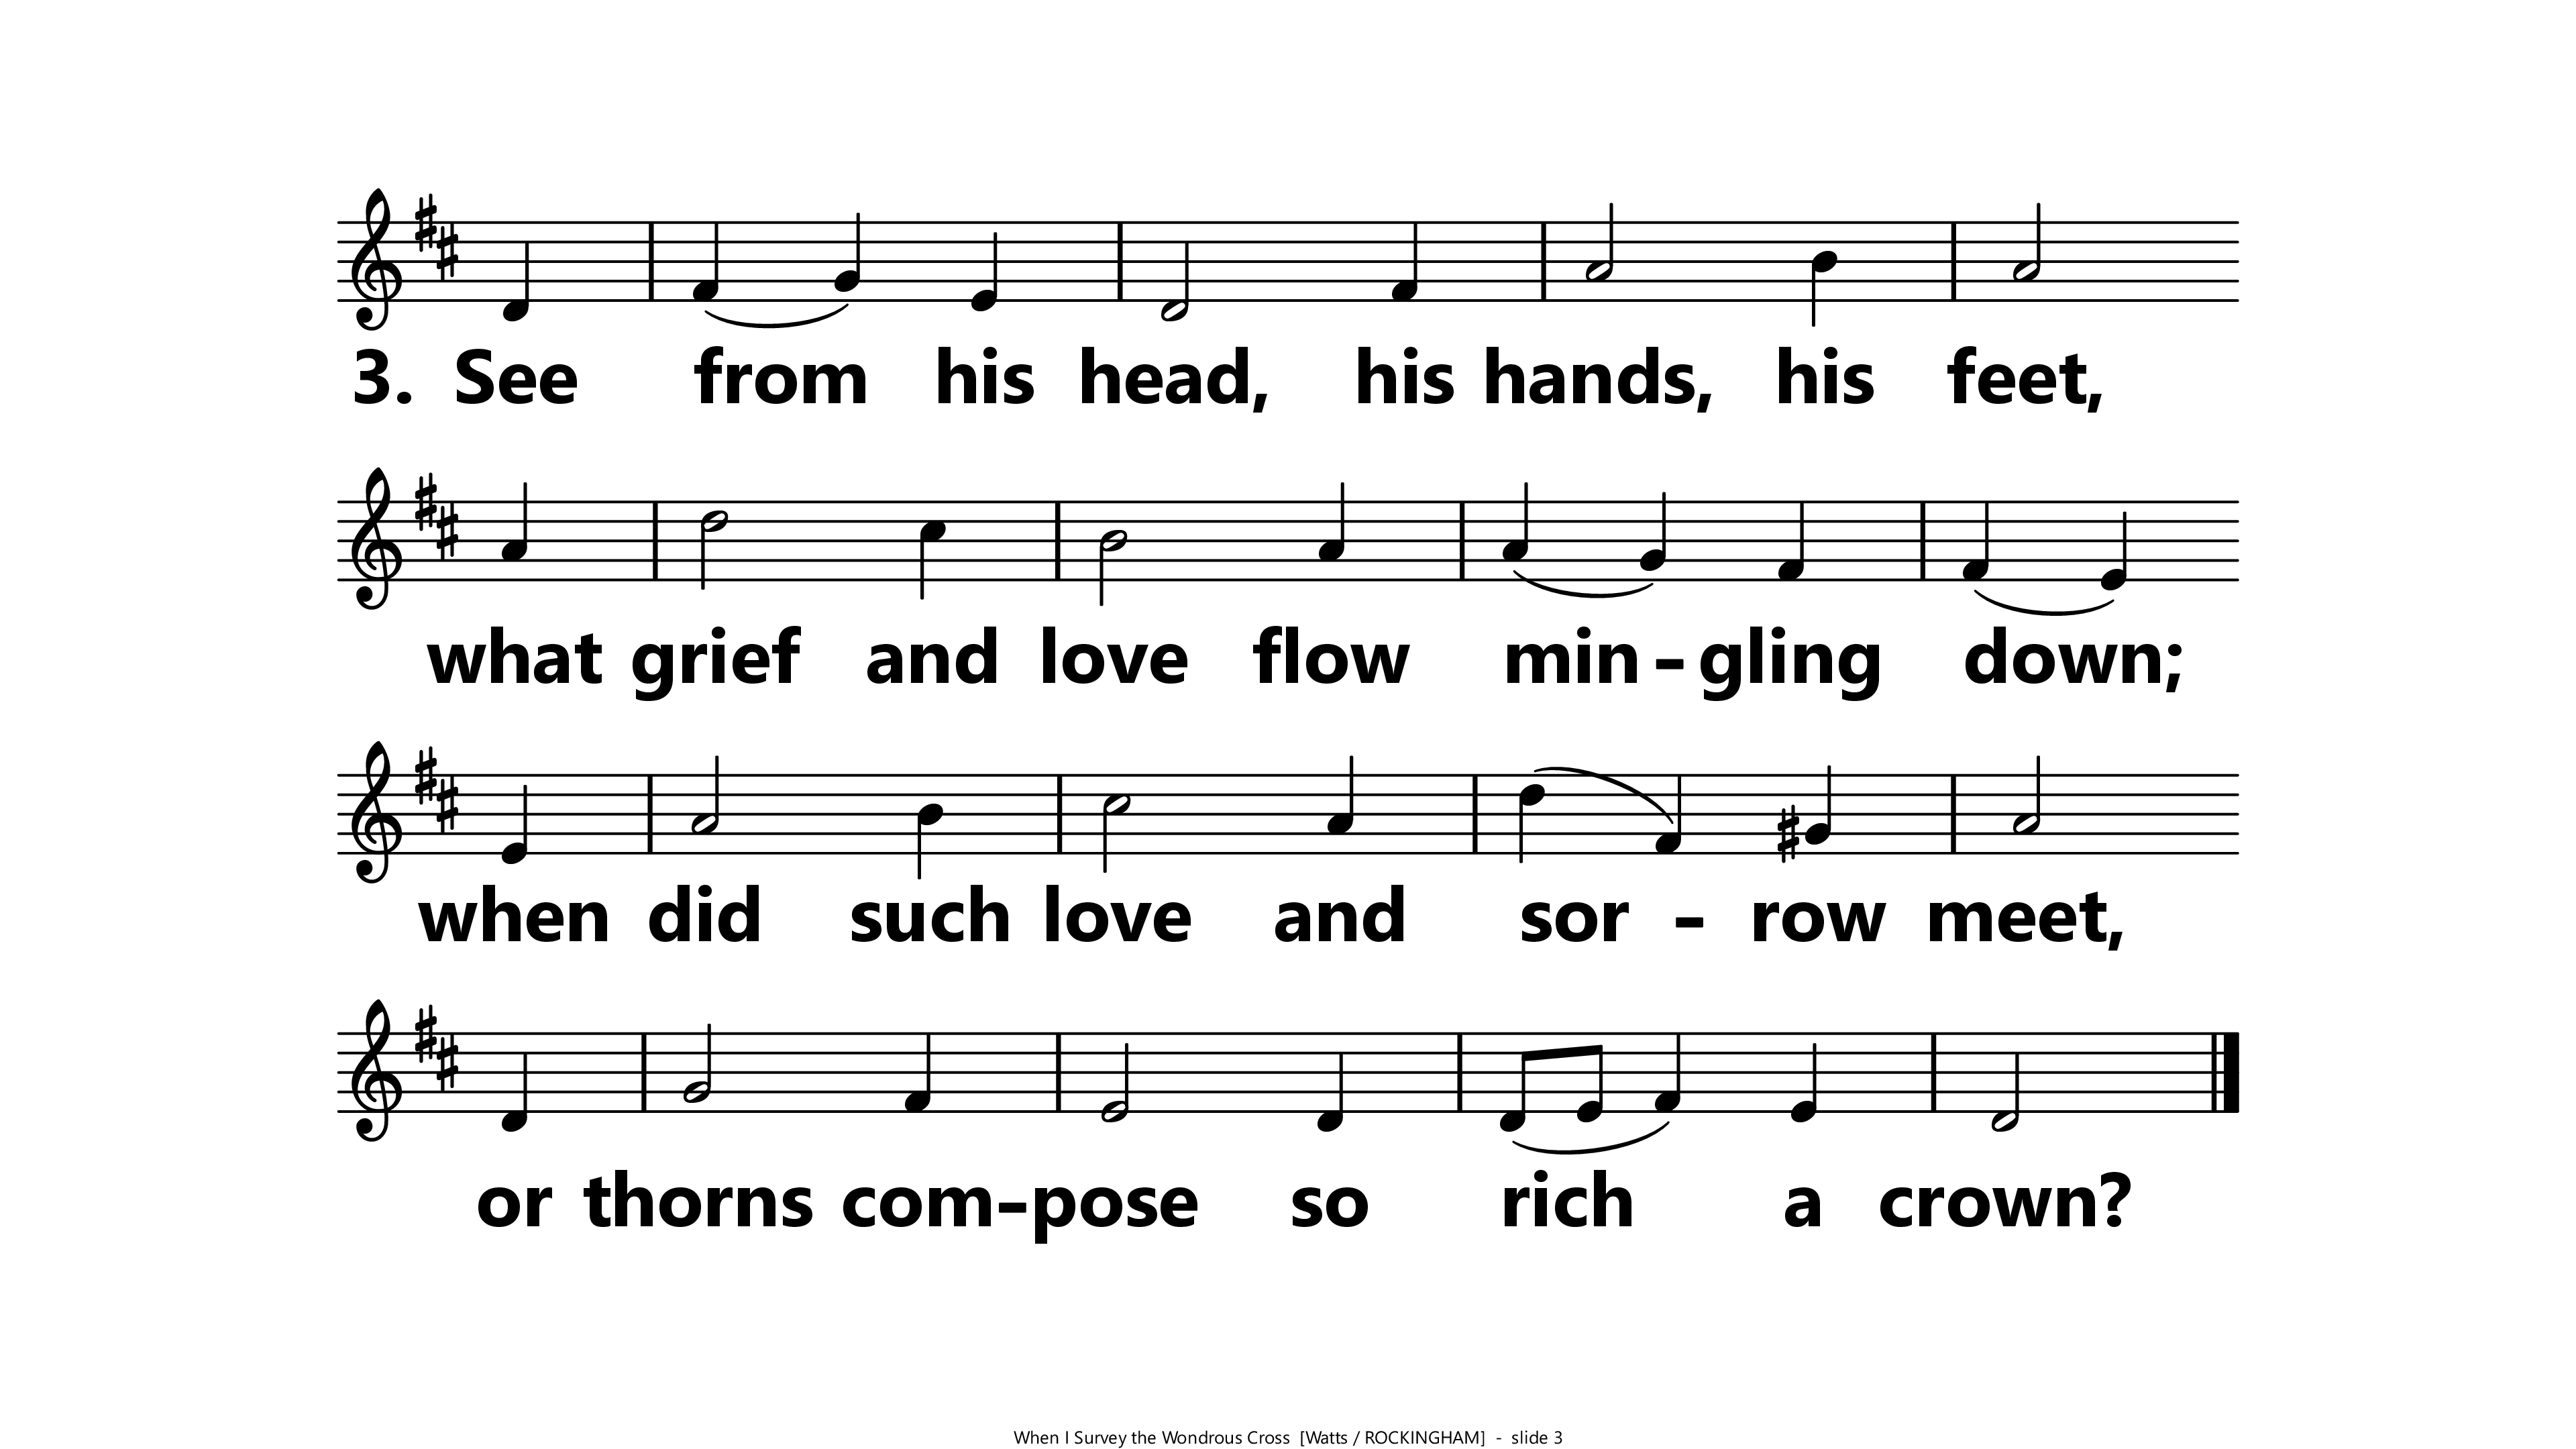 3. See from his head, his hands, his feet,
what grief and love flow min-gling down;
when did such love and sor - row meet,
or thorns com-pose so rich a crown?
When I Survey the Wondrous Cross [Watts / ROCKINGHAM] - slide 3